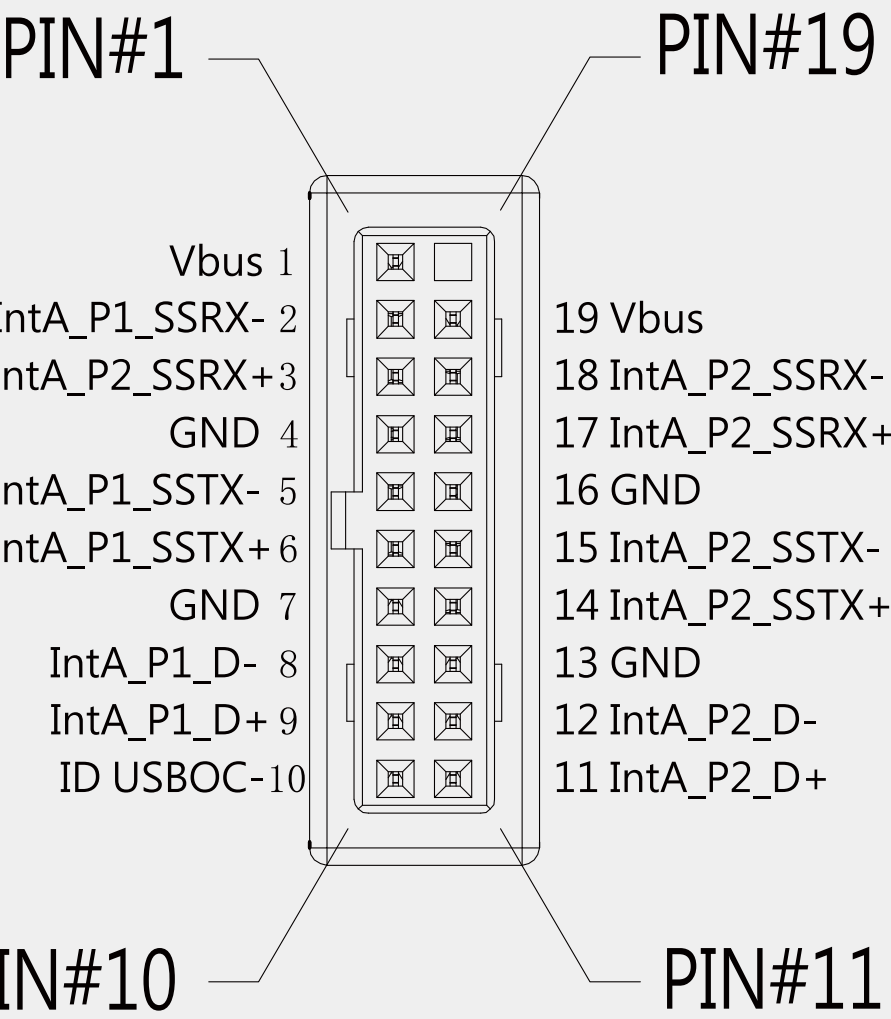 PIN#1
PIN#19
Vbus 1
IntA_P1_SSRX- 2
19 Vbus
ntA_P2_SSRX+ 3
18 IntA_P2_SSRX-
GND 4
17 IntA_P2_SSRX+
ntA_P1_SSTX- 5
16 GND
ntA_P1_SSTX+ 6
15 IntA_P2_SSTX-
GND 7
14 IntA_P2_SSTX+
IntA_P1_D- 8
13 GND
IntA_P1_D+ 9
12 IntA_P2_D-
ID USBOC-10
11 IntA_P2_D+
IN#10
PIN#11